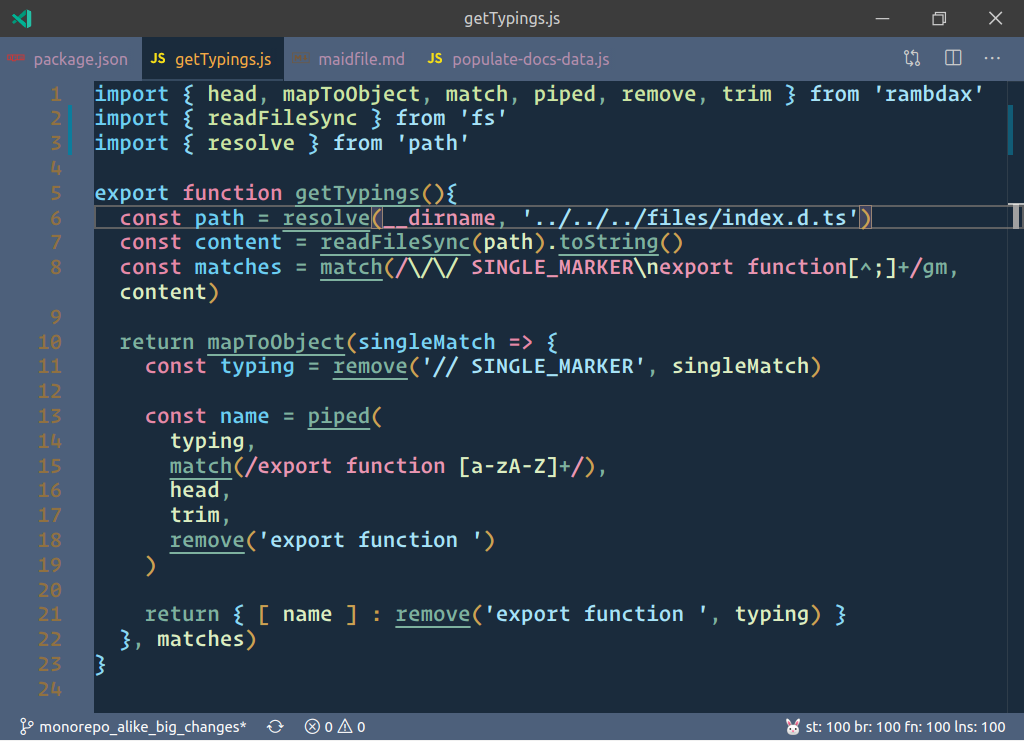 getTypings.js
package.json JS getTypings.js maidfile.md JS populate-docs-data.js
1 import { head, mapToObject, match, piped, remove, trim } from 'rambdax'
2 import { readFileSync } from 'fs'
3 import { resolve } from 'path'
4
5 export function getTypings(){
6 const path = resolve(__dirname, '../../../files/index.d.ts')
7 const content = readFileSync(path).toString()
8 const matches = match(/\/\/ SINGLE_MARKER\nexport function[^;]+/gm,
content)
9
10 return mapToObject(singleMatch => {
11 const typing = remove('// SINGLE_MARKER', singleMatch)
12
13 const name = piped(
14 typing,
15 match(/export function [a-zA-Z]+/),
16 head,
17 trim,
18 remove('export function ')
19 )
20
21 return { [ name ] : remove('export function ', typing) }
22 }, matches)
23 }
24
monorepo_alike_big_changes* 0 0 st: 100 br: 100 fn: 100 lns: 100